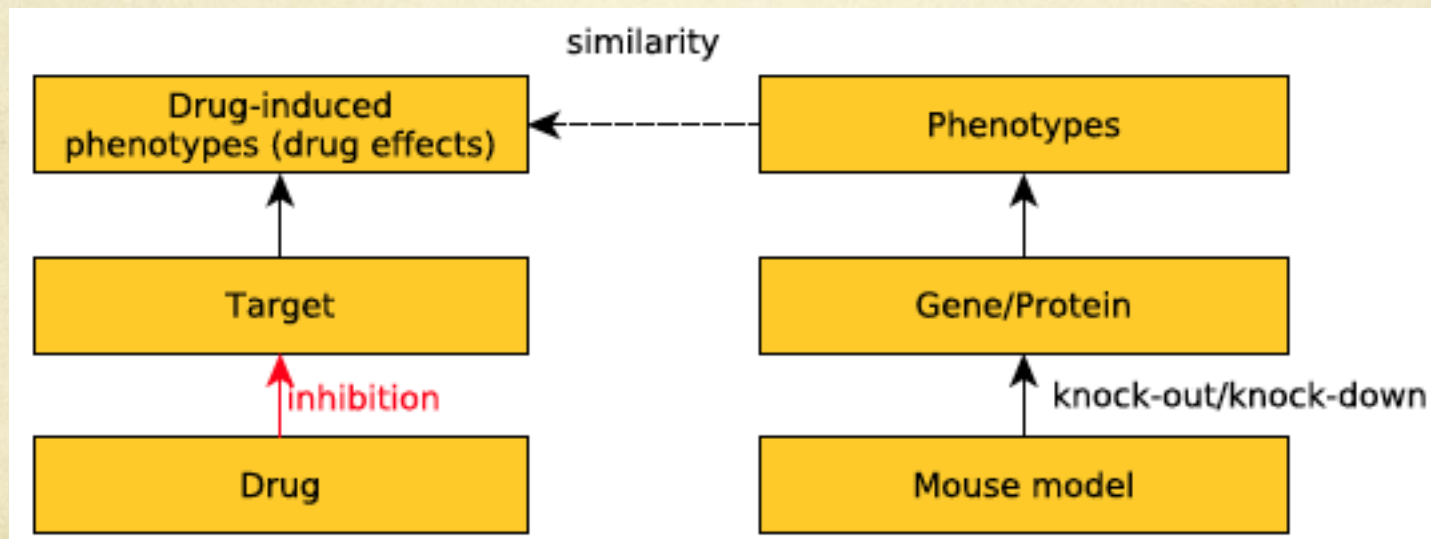 similarity
Drug-induced
phenotypes (drug effects)
Phenotypes
Target
Gene/Protein
inhibition
knock-out/knock-down
Drug
Mouse model